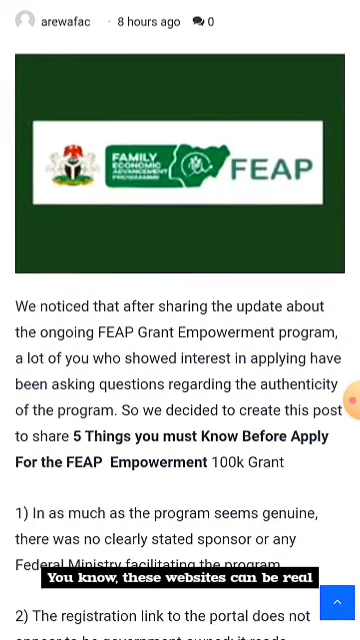 arewafac · 8 hours ago 0
FAMILY
ECONOMIC
ADVANCEMENT
PROGRAMME
FEAP
We noticed that after sharing the update about
the ongoing FEAP Grant Empowerment program,
a lot of you who showed interest in applying have
been asking questions regarding the authenticity
of the program. So we decided to create this post
to share 5 Things you must Know Before Apply
For the FEAP Empowerment 100k Grant
1) In as much as the program seems genuine,
there was no clearly stated sponsor or any
Federal Ministry facilitating the program
You know, these websites can be real
2) The registration link to the portal does not